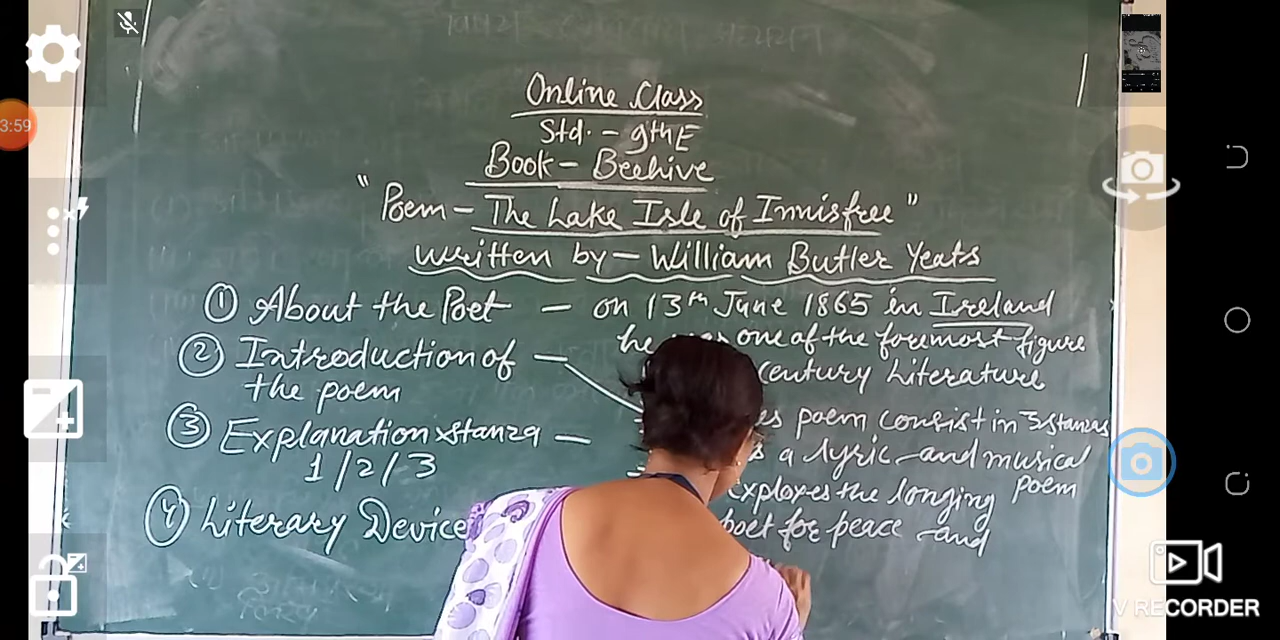 Online Class
Std. - 9th E
Book - Beehive
"Poem - The Lake Isle of Innisfree"
written by - William Butler Yeats
① About the Poet - on 13th June 1865 in Ireland
he one of the foremost figure
② Introduction of -
century Literature
the poem
poem consist in 3 stanzas
③ Explanation stanza -
a lyric and musical
poem
1/2/3
explores the longing
④ Literary Device
poet for peace and
3:59
V RECORDER